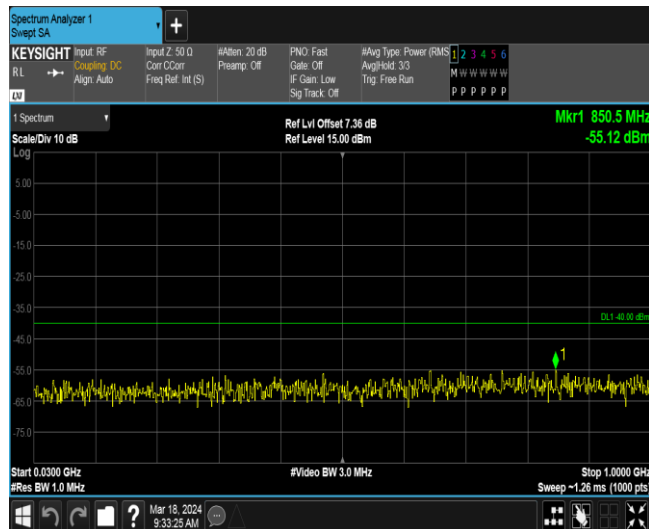 Spectrum Analyzer 1
Swept SA
KEYSIGHT
RL
LXI
Input: RF
Coupling: DC
Align: Auto
Input Z: 50 Ω
Corr CCorr
Freq Ref: Int (S)
#Atten: 20 dB
Preamp: Off
PNO: Fast
Gate: Off
IF Gain: Low
Sig Track: Off
#Avg Type: Power (RMS
Avg|Hold: 3/3
Trig: Free Run
1 2 3 4 5 6
M W W W W W
P P P P P P
1 Spectrum
Scale/Div 10 dB
Ref Lvl Offset 7.36 dB
Ref Level 15.00 dBm
Mkr1 850.5 MHz
-55.12 dBm
Log
5.00
-5.00
-15.0
-25.0
-35.0
DL1 -40.00 dBm
-45.0
1
-55.0
-65.0
-75.0
Start 0.0300 GHz
#Video BW 3.0 MHz
Stop 1.0000 GHz
#Res BW 1.0 MHz
Sweep ~1.26 ms (1000 pts)
?
Mar 18, 2024
9:33:25 AM